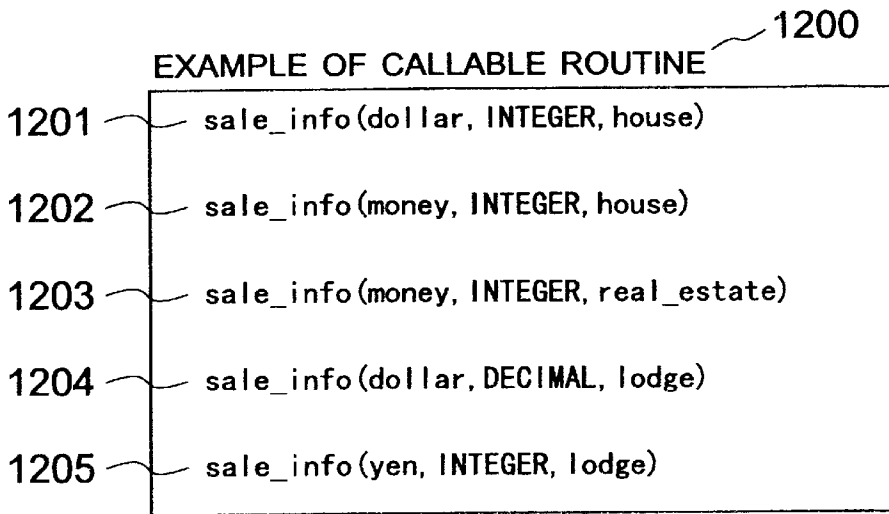 1200
EXAMPLE OF CALLABLE ROUTINE
1201 sale_info(dollar, INTEGER, house)
1202 sale_info(money, INTEGER, house)
1203 sale_info(money, INTEGER, real_estate)
1204 sale_info(dollar, DECIMAL, lodge)
1205 sale_info(yen, INTEGER, lodge)